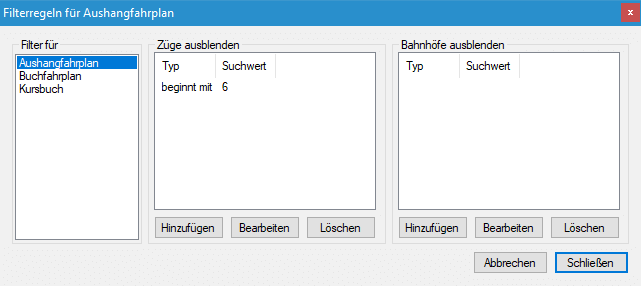 Filterregeln für Aushangfahrplan
x
Filter für
Aushangfahrplan
Buchfahrplan
Kursbuch
Züge ausblenden
Typ Suchwert
beginnt mit 6
Hinzufügen Bearbeiten Löschen
Bahnhöfe ausblenden
Typ Suchwert
Hinzufügen Bearbeiten Löschen
Abbrechen Schließen